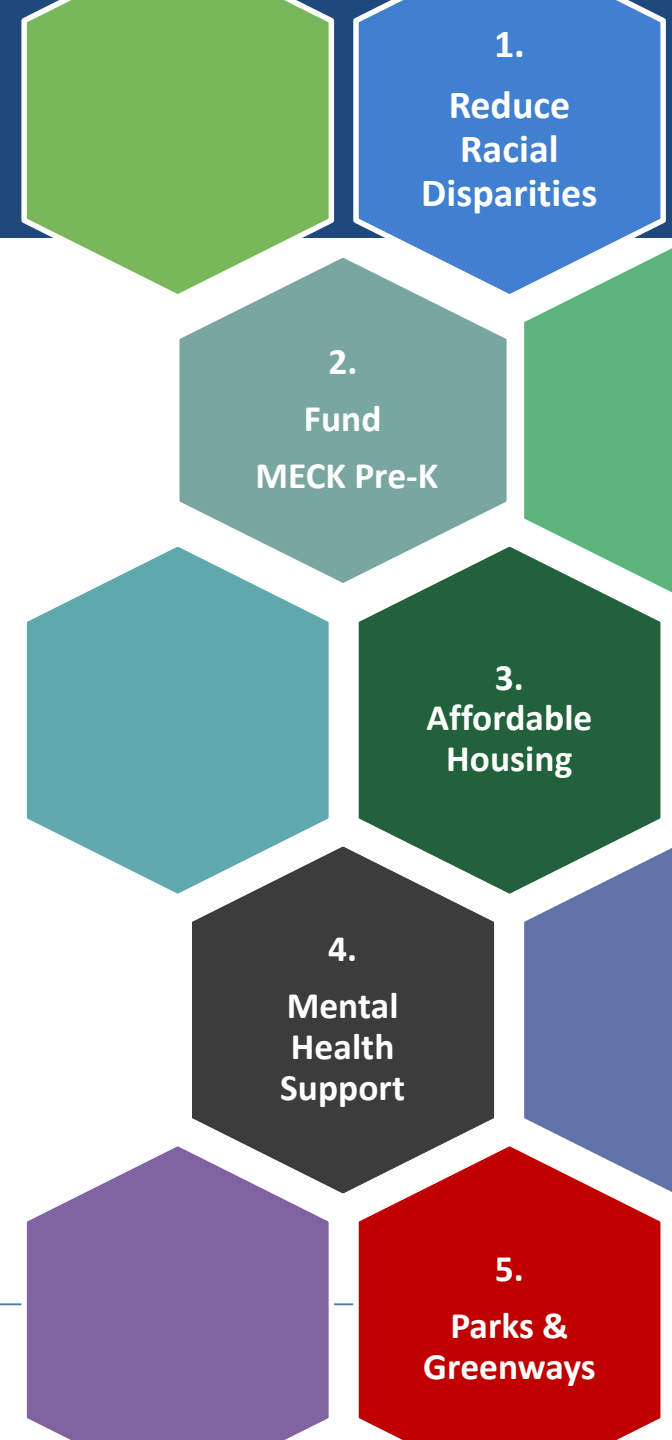 1.
Reduce
Racial
Disparities
2.
Fund
MECK Pre-K
3.
Affordable
Housing
4.
Mental
Health
Support
5.
Parks &
Greenways